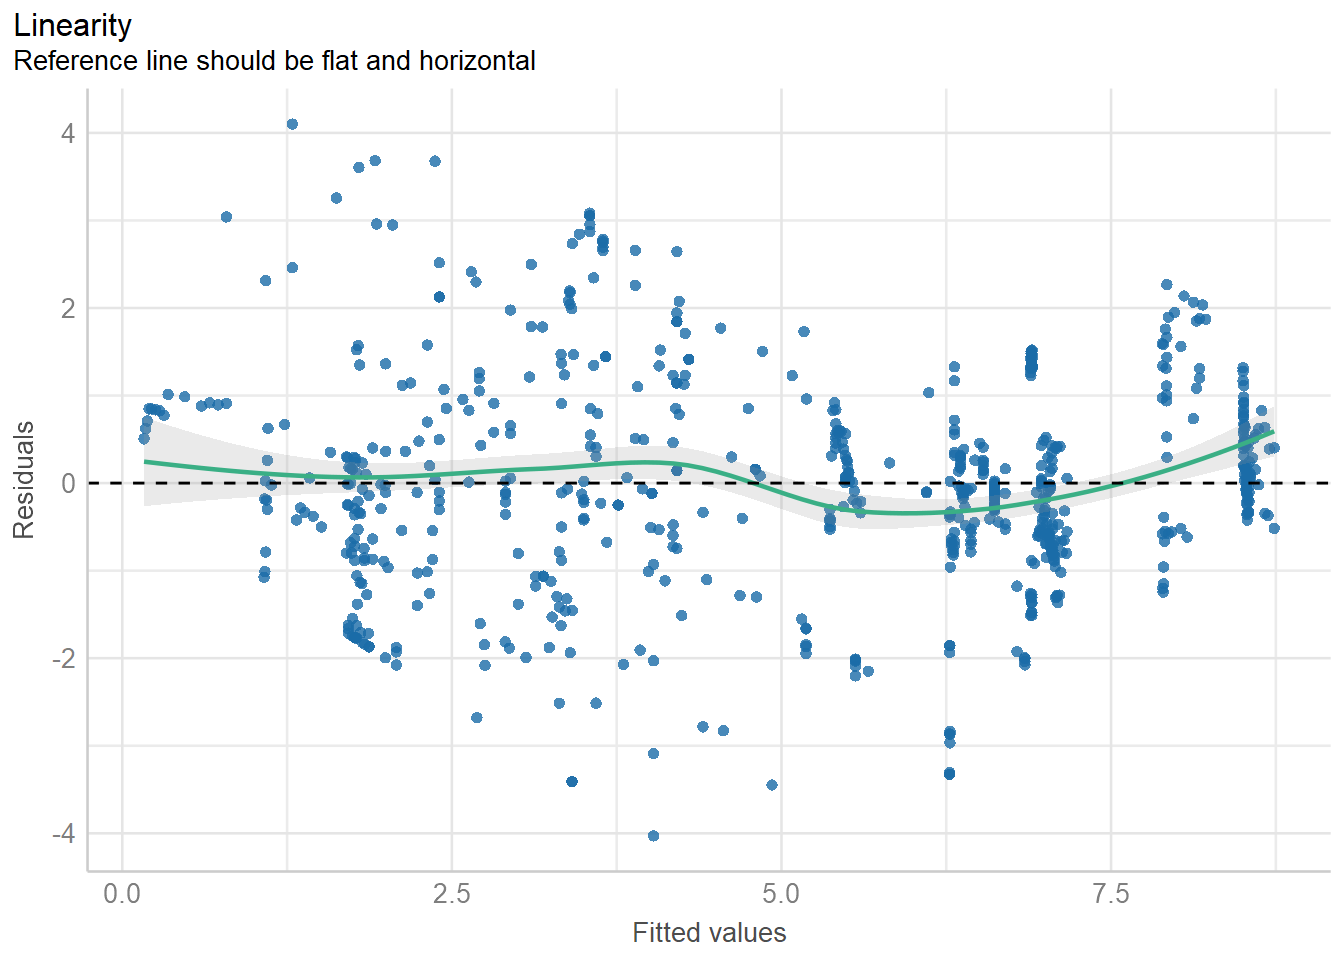 Linearity
Reference line should be flat and horizontal
4
2
0
-2
-4
Residuals
0.0 2.5 5.0 7.5
Fitted values